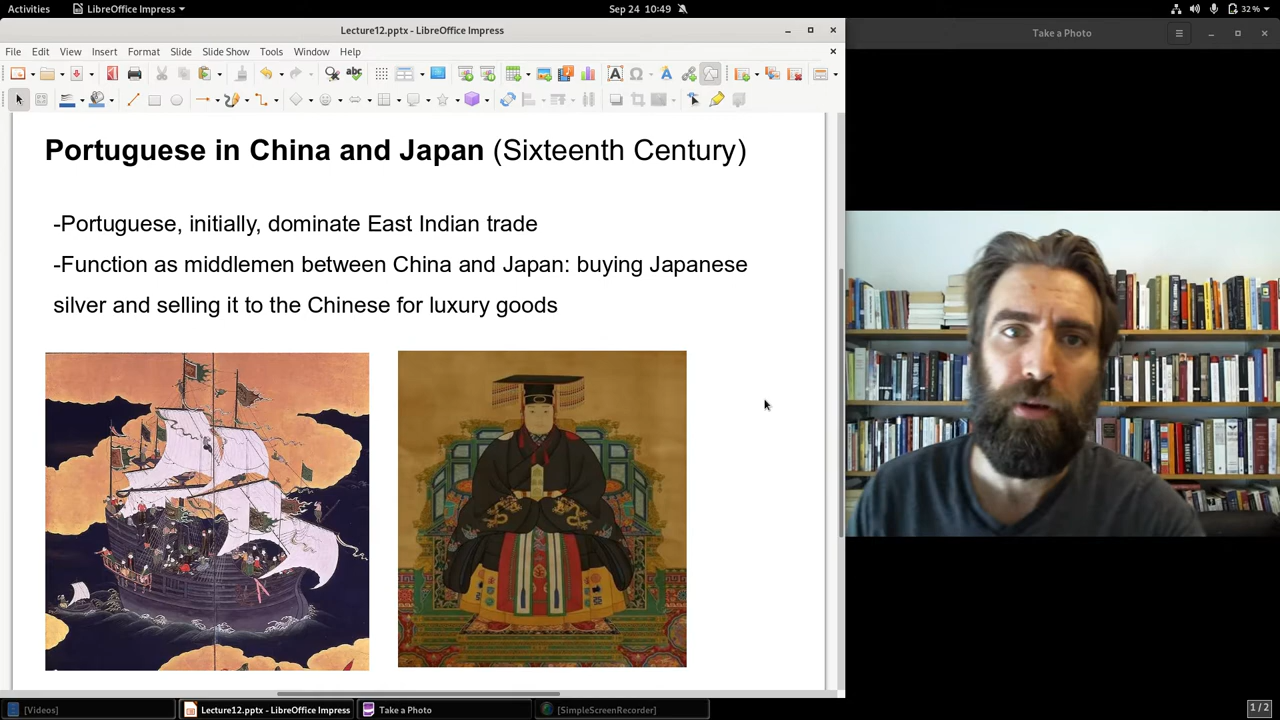 Activities LibreOffice Impress Sep 24 10:49 32 %
Lecture12.pptx - LibreOffice Impress
Take a Photo
File Edit View Insert Format Slide Slide Show Tools Window Help
Portuguese in China and Japan (Sixteenth Century)
-Portuguese, initially, dominate East Indian trade
-Function as middlemen between China and Japan: buying Japanese
silver and selling it to the Chinese for luxury goods
[Videos] Lecture12.pptx - LibreOffice Impress Take a Photo [SimpleScreenRecorder] 1 / 2